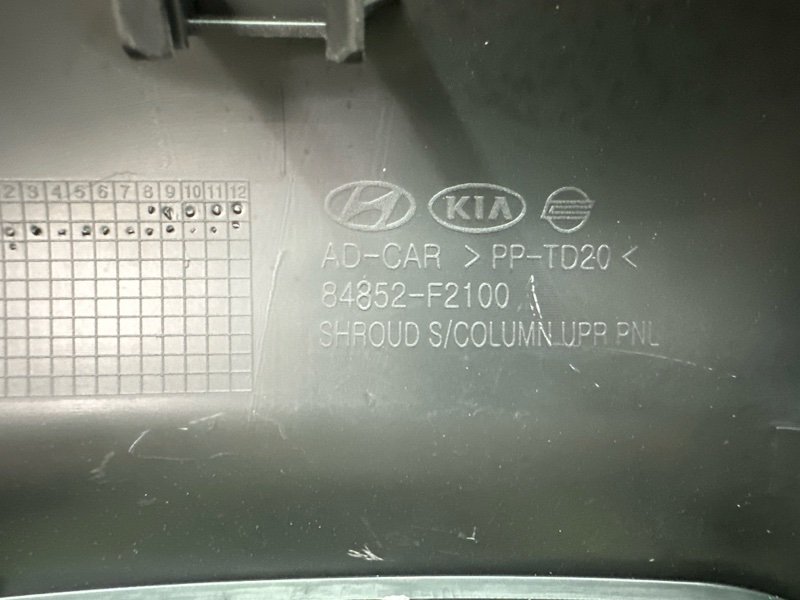 2 3 4 5 6 7 8 9 10 11 12
KIA
AD-CAR >PP-TD20<
84852-F2100
SHROUD S/COLUMN UPR PNL